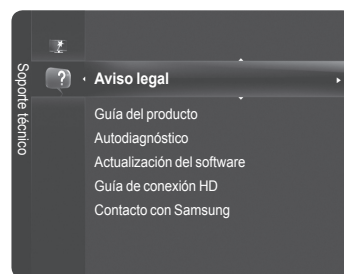 Soporte técnico
?
Aviso legal
Guía del producto
Autodiagnóstico
Actualización del software
Guía de conexión HD
Contacto con Samsung